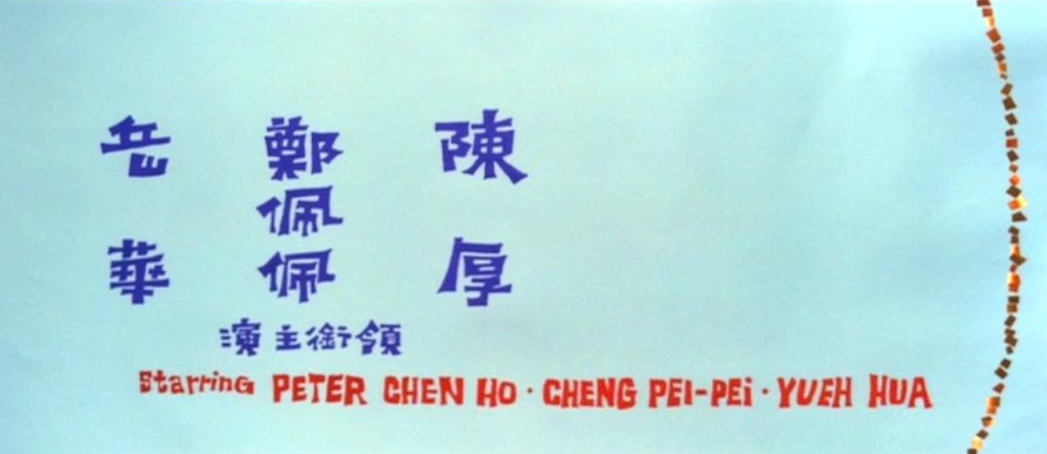 陳厚
鄭佩佩
岳華
領銜主演
Starring PETER CHEN HO · CHENG PEI-PEI · YUEH HUA